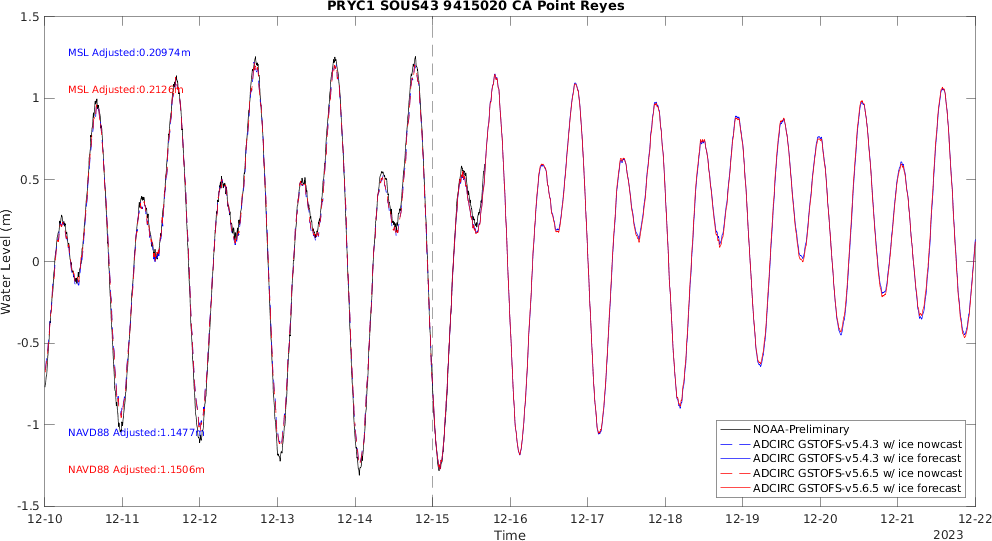 PRYC1 SOUS43 9415020 CA Point Reyes
1.5
1
0.5
0
-0.5
-1
-1.5
Water Level (m)
MSL Adjusted:0.20974m
MSL Adjusted:0.2126m
NAVD88 Adjusted:1.1477m
NAVD88 Adjusted:1.1506m
NOAA-Preliminary
ADCIRC GSTOFS-v5.4.3 w/ ice nowcast
ADCIRC GSTOFS-v5.4.3 w/ ice forecast
ADCIRC GSTOFS-v5.6.5 w/ ice nowcast
ADCIRC GSTOFS-v5.6.5 w/ ice forecast
12-10 12-11 12-12 12-13 12-14 12-15 12-16 12-17 12-18 12-19 12-20 12-21 12-22
Time
2023